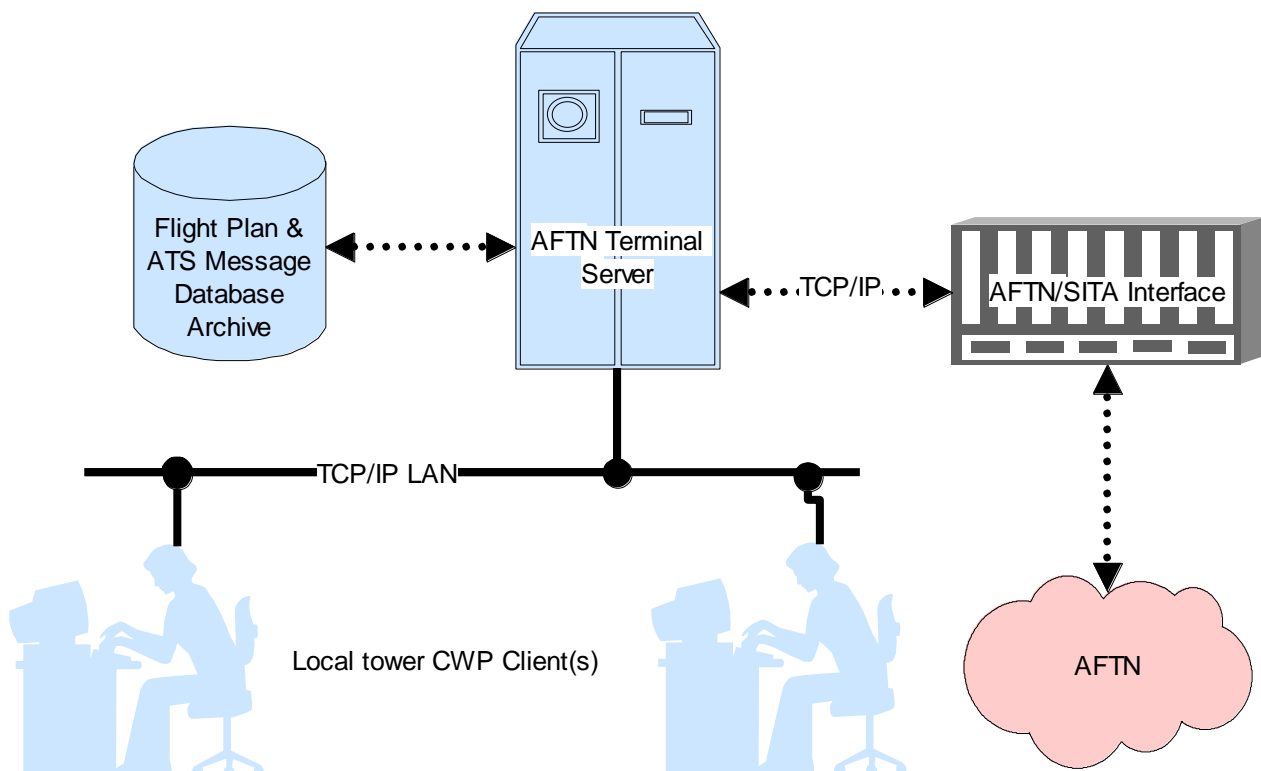 Flight Plan &
ATS Message
Database
Archive
AFTN Terminal
Server
TCP/IP
AFTN/SITA Interface
TCP/IP LAN
Local tower CWP Client(s)
AFTN